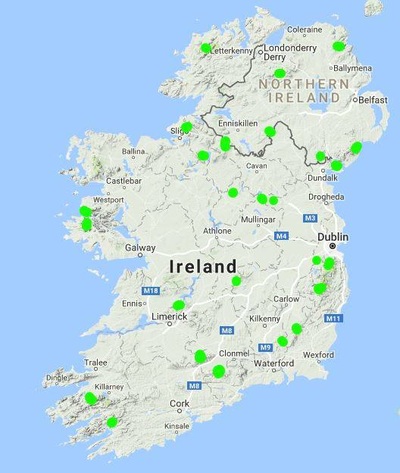 Coleraine
Letterkenny
Londonderry
Derry
Ballymena
NORTHERN
IRELAND
Belfast
Enniskillen
Sligo
Ballina
Cavan
Dundalk
Castlebar
Westport
Drogheda
M3
Mullingar
Athlone
M4
Dublin
Galway
Ireland
M18
Ennis
Carlow
Limerick
M11
Kilkenny
M8
M9
Clonmel
Wexford
Tralee
Waterford
Dingle
Killarney
M8
Cork
Kinsale